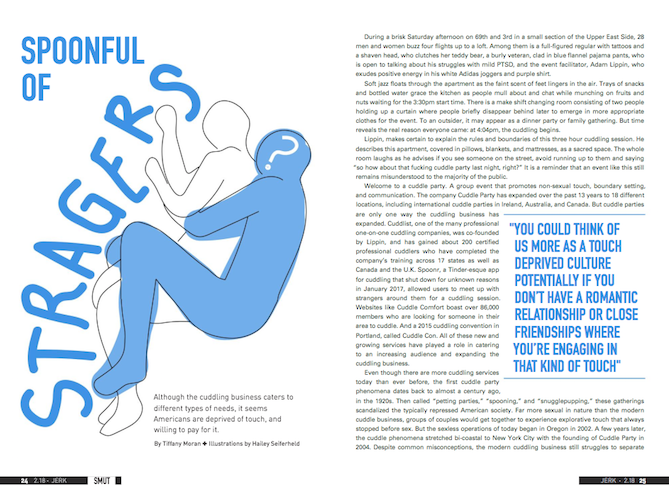 SPOONFUL
OF
STRAGERS
?
Although the cuddling business caters to
different types of needs, it seems
Americans are deprived of touch, and
willing to pay for it.
By Tiffany Moran ✚ Illustrations by Hailey Seiferheld
24 2.18 - JERK SMUT
During a brisk Saturday afternoon on 69th and 3rd in a small section of the Upper East Side, 28
men and women buzz four flights up to a loft. Among them is a full-figured regular with tattoos and
a shaven head, who clutches her teddy bear, a burly veteran, clad in blue flannel pajama pants, who
is open to talking about his struggles with mild PTSD, and the event facilitator, Adam Lippin, who
exudes positive energy in his white Adidas joggers and purple shirt.
Soft jazz floats through the apartment as the faint scent of feet lingers in the air. Trays of snacks
and bottled water grace the kitchen as people mull about and chat while munching on fruits and
nuts waiting for the 3:30pm start time. There is a make shift changing room consisting of two people
holding up a curtain where people briefly disappear behind later to emerge in more appropriate
clothes for the event. To an outsider, it may appear as a dinner party or family gathering. But time
reveals the real reason everyone came: at 4:04pm, the cuddling begins.
Lippin, makes certain to explain the rules and boundaries of this three hour cuddling session. He
describes this apartment, covered in pillows, blankets, and mattresses, as a sacred space. The whole
room laughs as he advises if you see someone on the street, avoid running up to them and saying
"so how about that fucking cuddle party last night, right?" It is a reminder that an event like this still
remains misunderstood to the majority of the public.
Welcome to a cuddle party. A group event that promotes non-sexual touch, boundary setting,
and communication. The company Cuddle Party has expanded over the past 13 years to 18 different
locations, including international cuddle parties in Ireland, Australia, and Canada. But cuddle parties
are only one way the cuddling business has
expanded. Cuddlist, one of the many professional
one-on-one cuddling companies, was co-founded
by Lippin, and has gained about 200 certified
professional cuddlers who have completed the
company's training across 17 states as well as
Canada and the U.K. Spoonr, a Tinder-esque app
for cuddling that shut down for unknown reasons
in January 2017, allowed users to meet up with
strangers around them for a cuddling session.
Websites like Cuddle Comfort boost over 86,000
members who are looking for someone in their
area to cuddle. And a 2015 cuddling convention in
Portland, called Cuddle Con. All of these new and
growing services have played a role in catering
to an increasing audience and expanding the
cuddling business.
Even though there are more cuddling services
today than ever before, the first cuddle party
phenomena dates back to almost a century ago,
in the 1920s. Then called "petting parties," "spooning," and "snugglepupping," these gatherings
scandalized the typically repressed American society. Far more sexual in nature than the modern
cuddle business, groups of couples would get together to experience explorative touch that always
stopped before sex. But the sexless operations of today began in Oregon in 2002. A few years later,
the cuddle phenomena stretched bi-coastal to New York City with the founding of Cuddle Party in
2004. Despite common misconceptions, the modern cuddling business still struggles to separate
"YOU COULD THINK OF
US MORE AS A TOUCH
DEPRIVED CULTURE
POTENTIALLY IF YOU
DON'T HAVE A ROMANTIC
RELATIONSHIP OR CLOSE
FRIENDSHIPS WHERE
YOU'RE ENGAGING IN
THAT KIND OF TOUCH"
JERK - 2.18 25